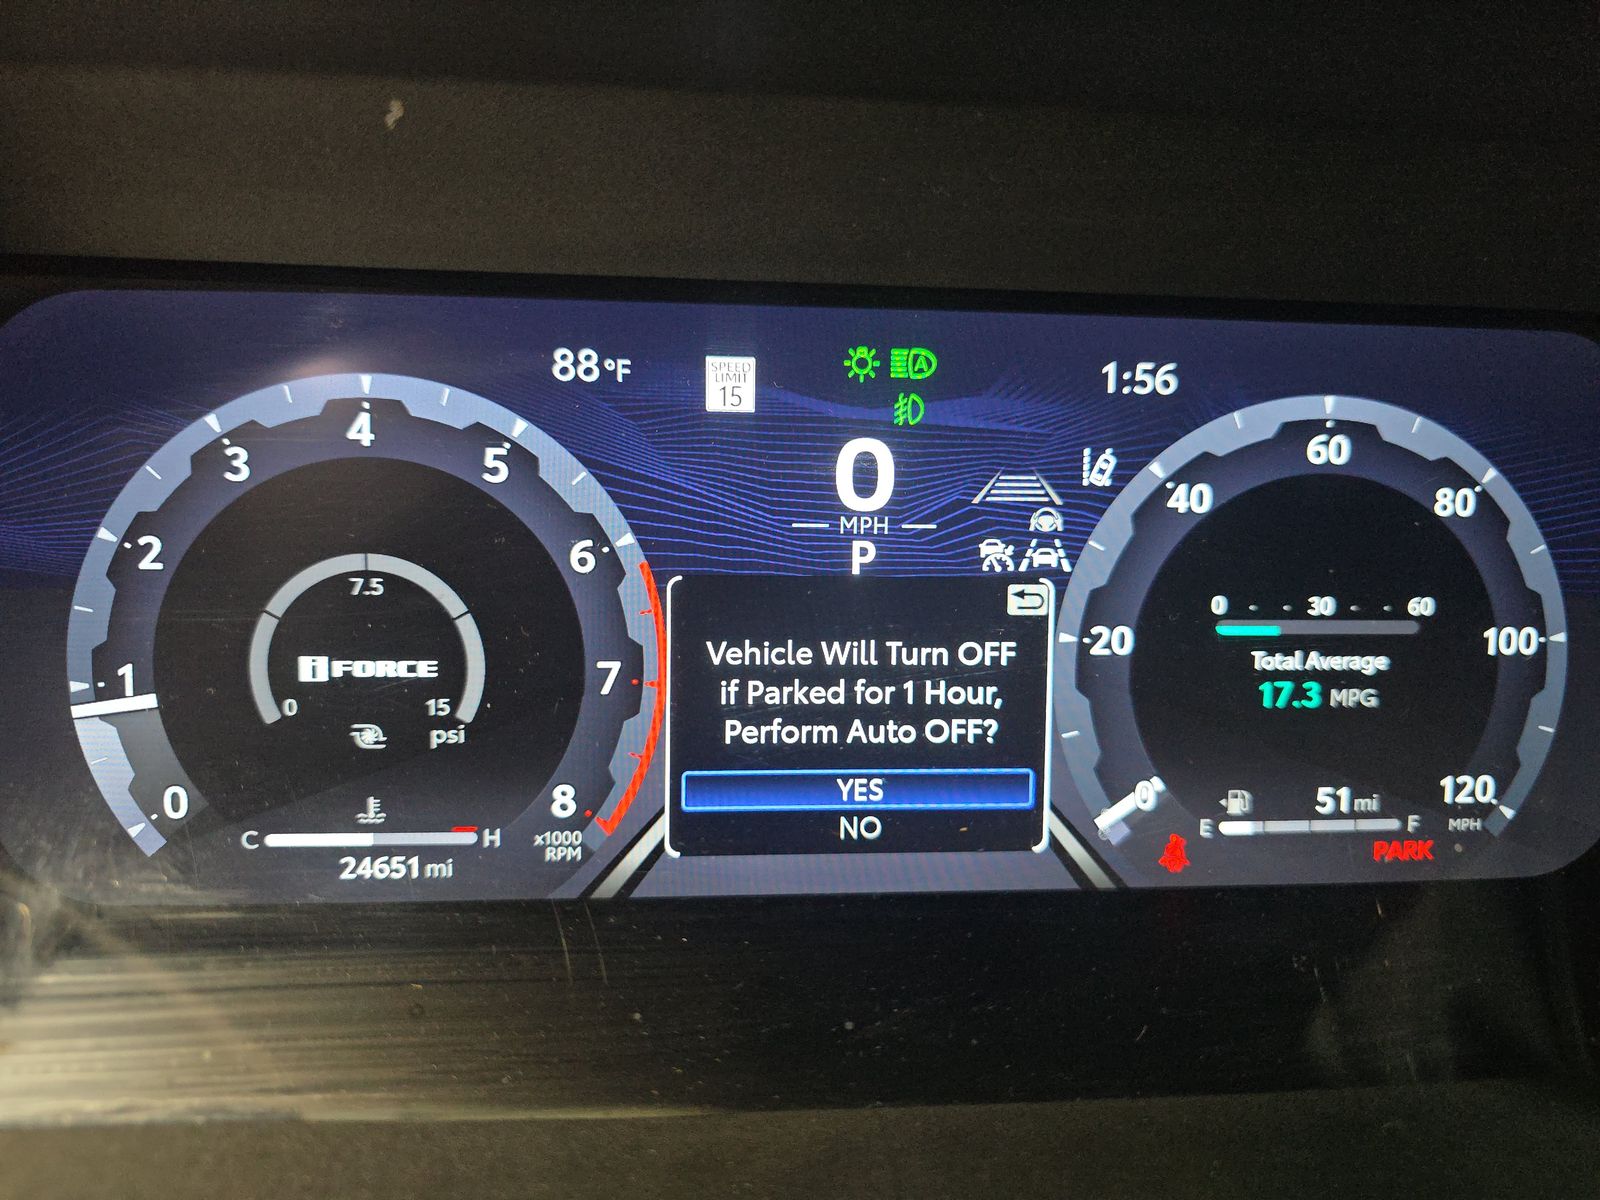 88°F
SPEED
LIMIT
15
A
1:56
0
MPH
P
0
1
2
3
4
5
6
7
8
x1000
RPM
7.5
i FORCE
0
15
psi
C
H
24651 mi
Vehicle Will Turn OFF
if Parked for 1 Hour,
Perform Auto OFF?
YES
NO
0
20
40
60
80
100
120
MPH
0 30 60
Total Average
17.3 MPG
51 mi
E
F
PARK